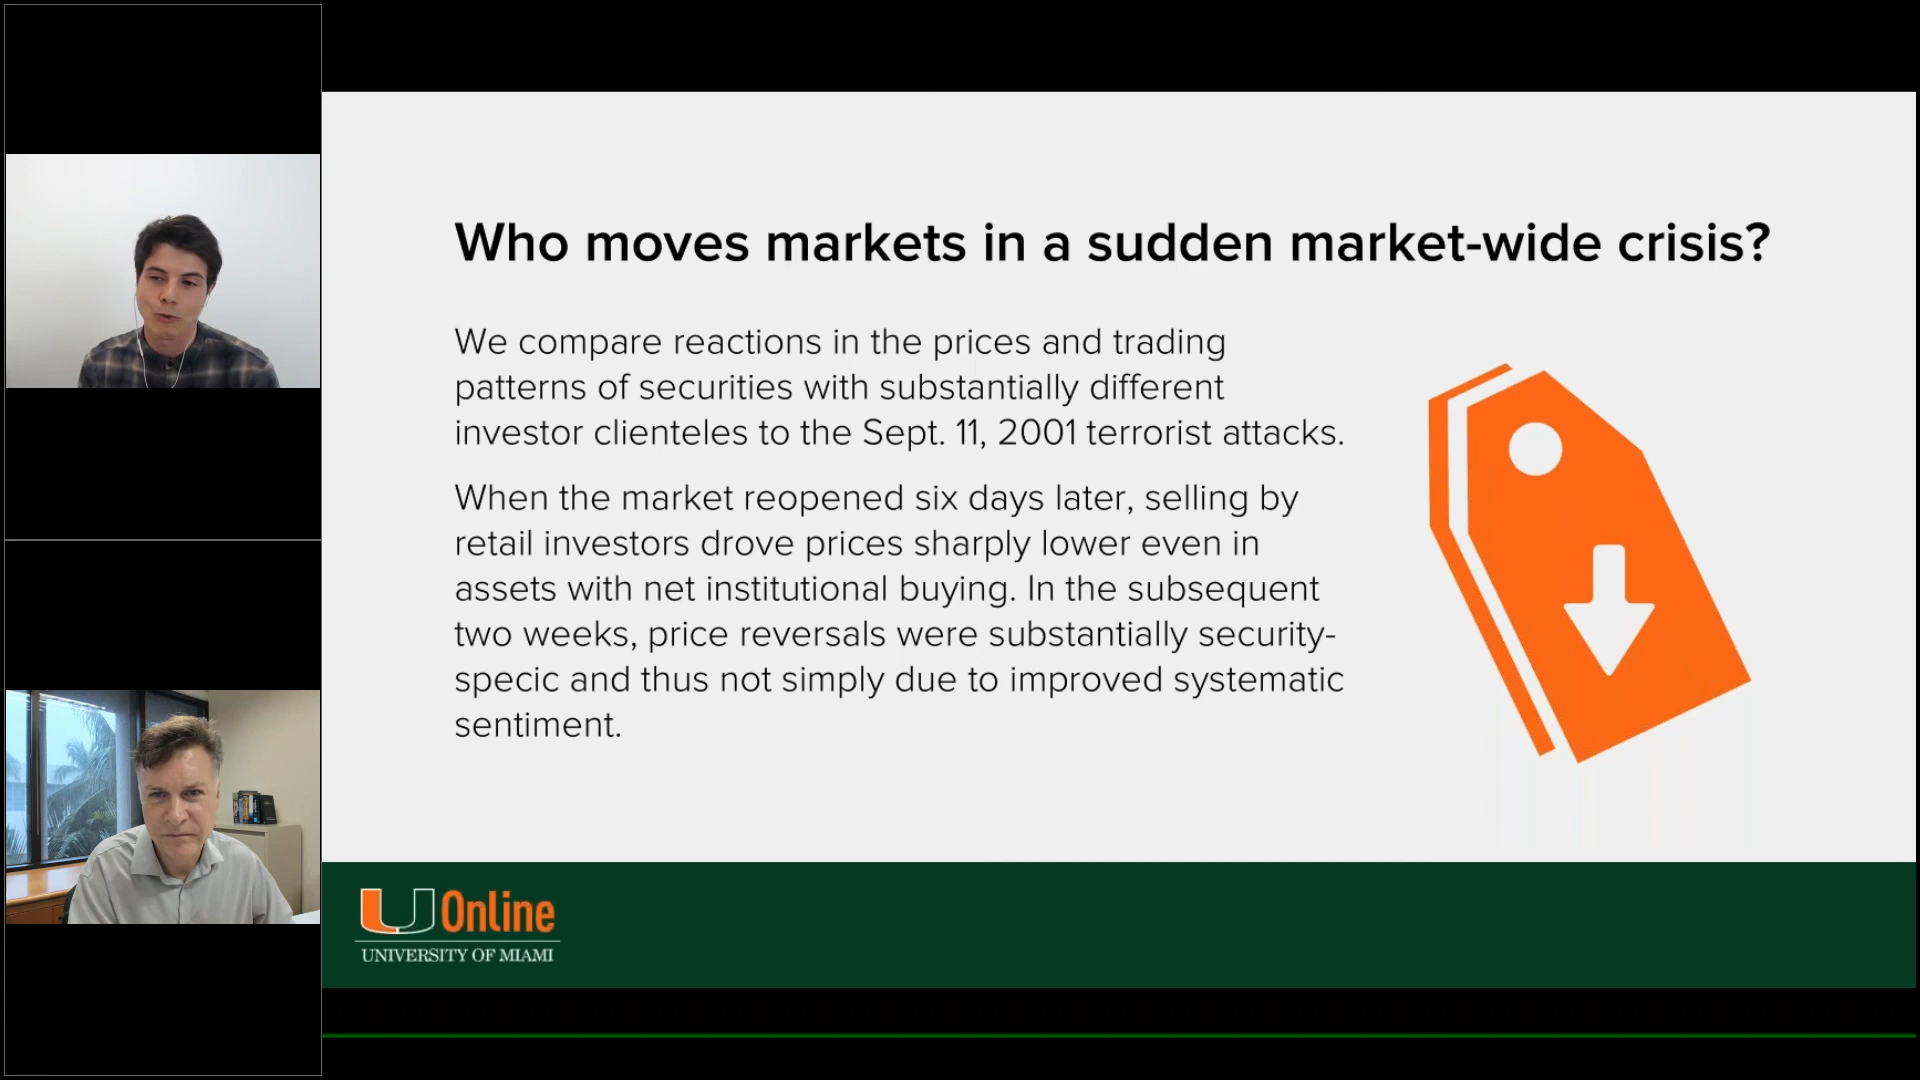 Who moves markets in a sudden market-wide crisis?
We compare reactions in the prices and trading
patterns of securities with substantially different
investor clienteles to the Sept. 11, 2001 terrorist attacks.
When the market reopened six days later, selling by
retail investors drove prices sharply lower even in
assets with net institutional buying. In the subsequent
two weeks, price reversals were substantially security-
specic and thus not simply due to improved systematic
sentiment.
U Online
UNIVERSITY OF MIAMI